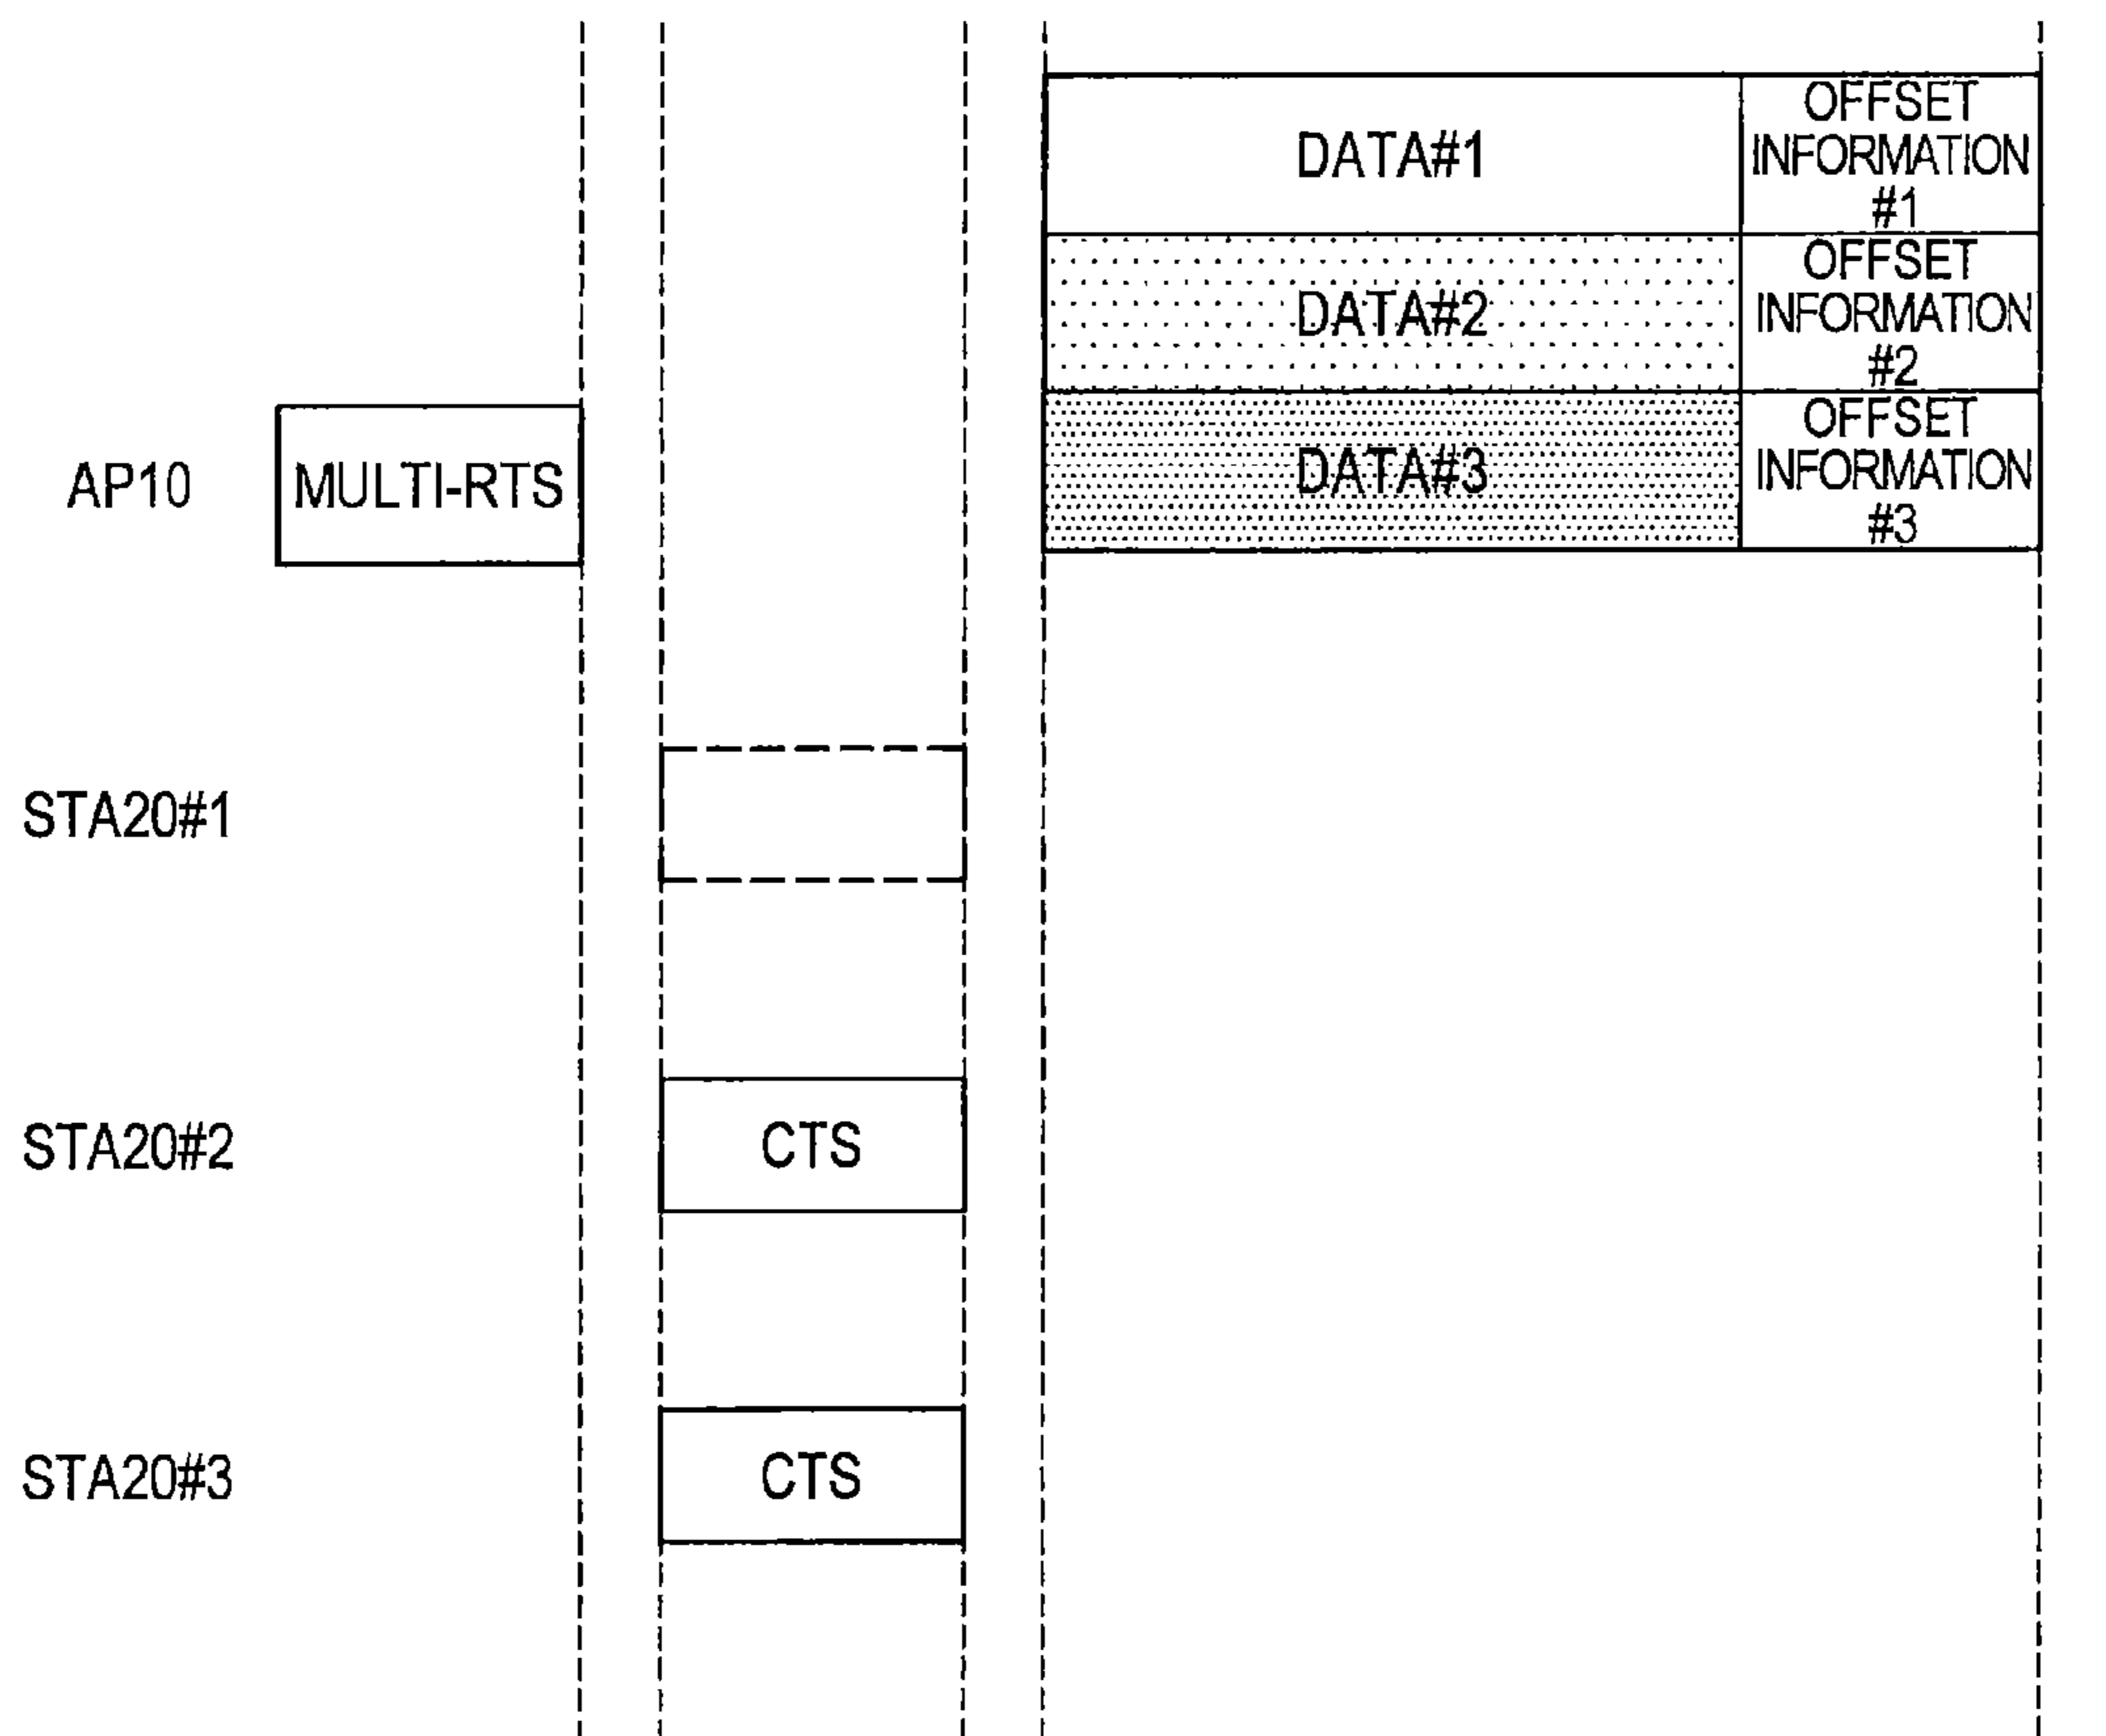 DATA#1
OFFSET
INFORMATION
#1
DATA#2
OFFSET
INFORMATION
#2
AP10
MULTI-RTS
DATA#3
OFFSET
INFORMATION
#3
STA20#1
STA20#2
CTS
STA20#3
CTS